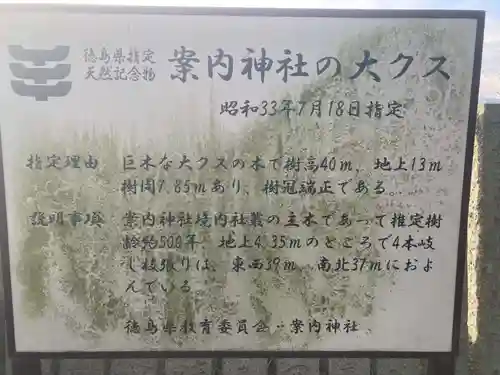 徳島県指定
天然記念物
案内神社の大クス
昭和33年7月18日指定
指定理由 巨木な大クスの木で樹高40m、地上13m
樹周7.85mあり、樹冠端正である。
説明事項 案内神社境内社叢の主木であって推定樹
齢約500年、地上4.35mのところで4本岐
し枝張りは、東西39m、南北37mにおよ
んでいる
徳島県教育委員会・案内神社